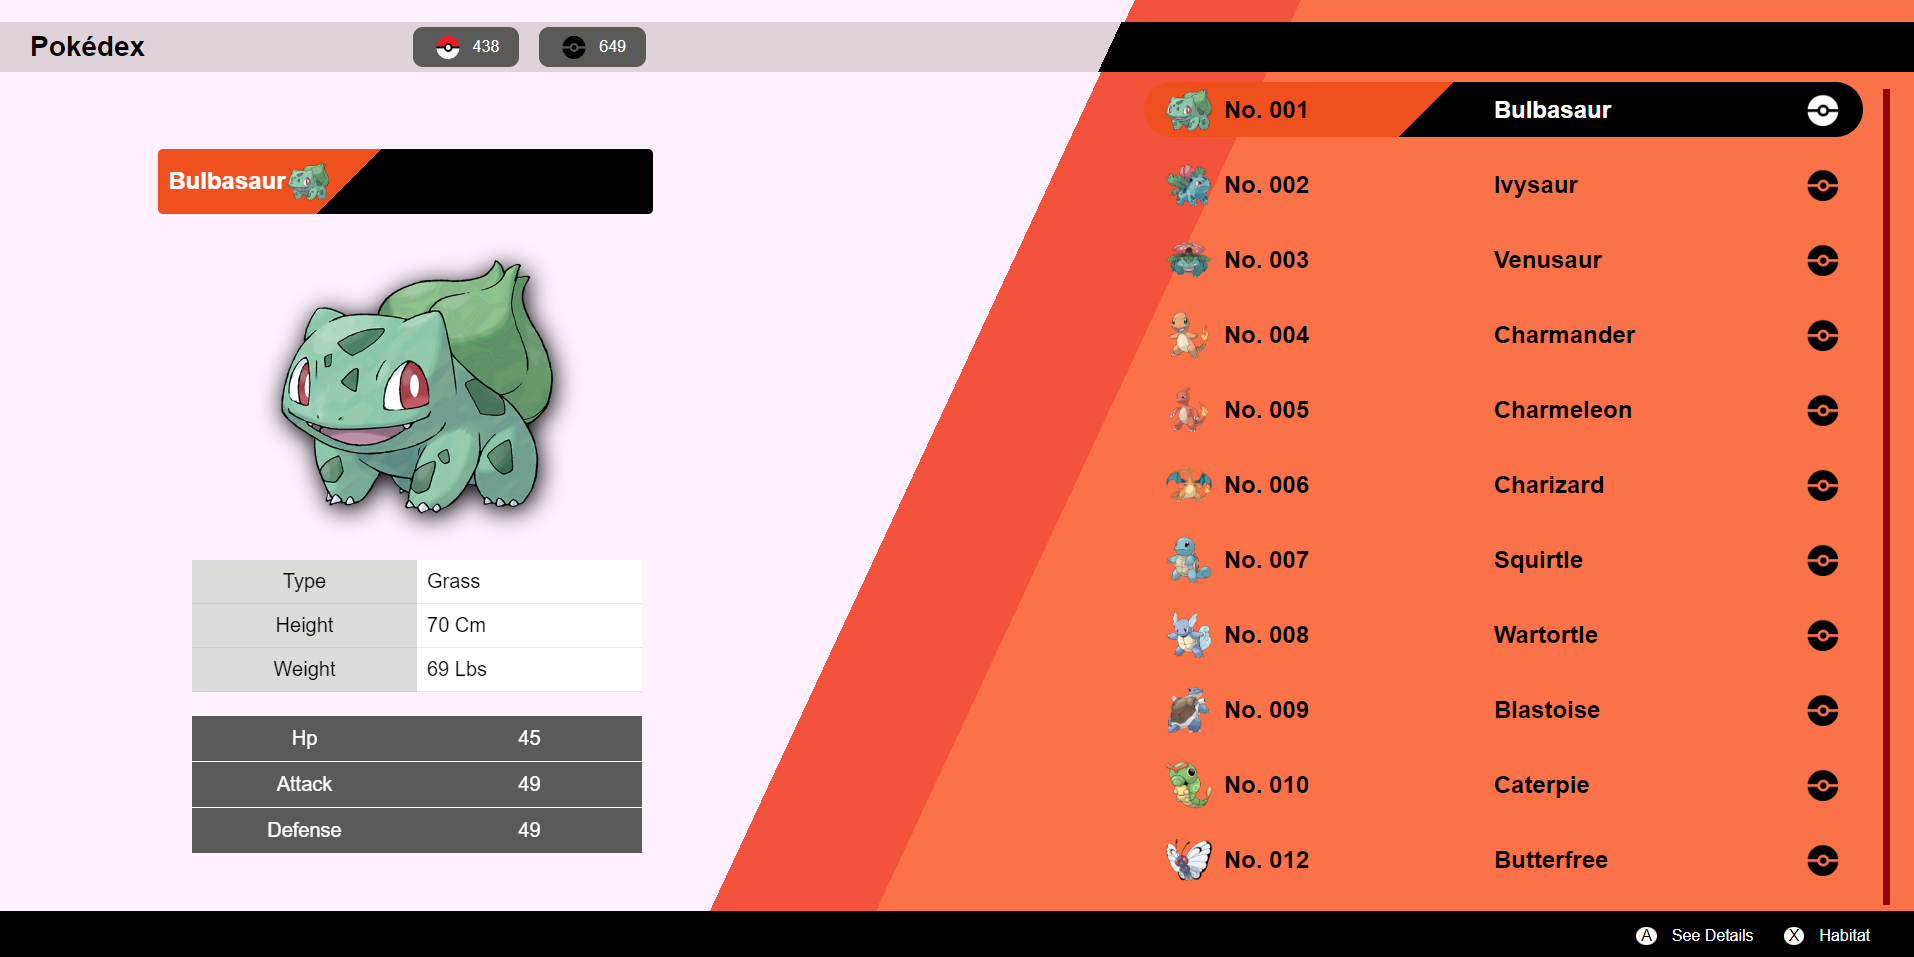 Pokédex
438
649
Bulbasaur
Type Grass
Height 70 Cm
Weight 69 Lbs
Hp 45
Attack 49
Defense 49
No. 001 Bulbasaur
No. 002 Ivysaur
No. 003 Venusaur
No. 004 Charmander
No. 005 Charmeleon
No. 006 Charizard
No. 007 Squirtle
No. 008 Wartortle
No. 009 Blastoise
No. 010 Caterpie
No. 012 Butterfree
A See Details X Habitat